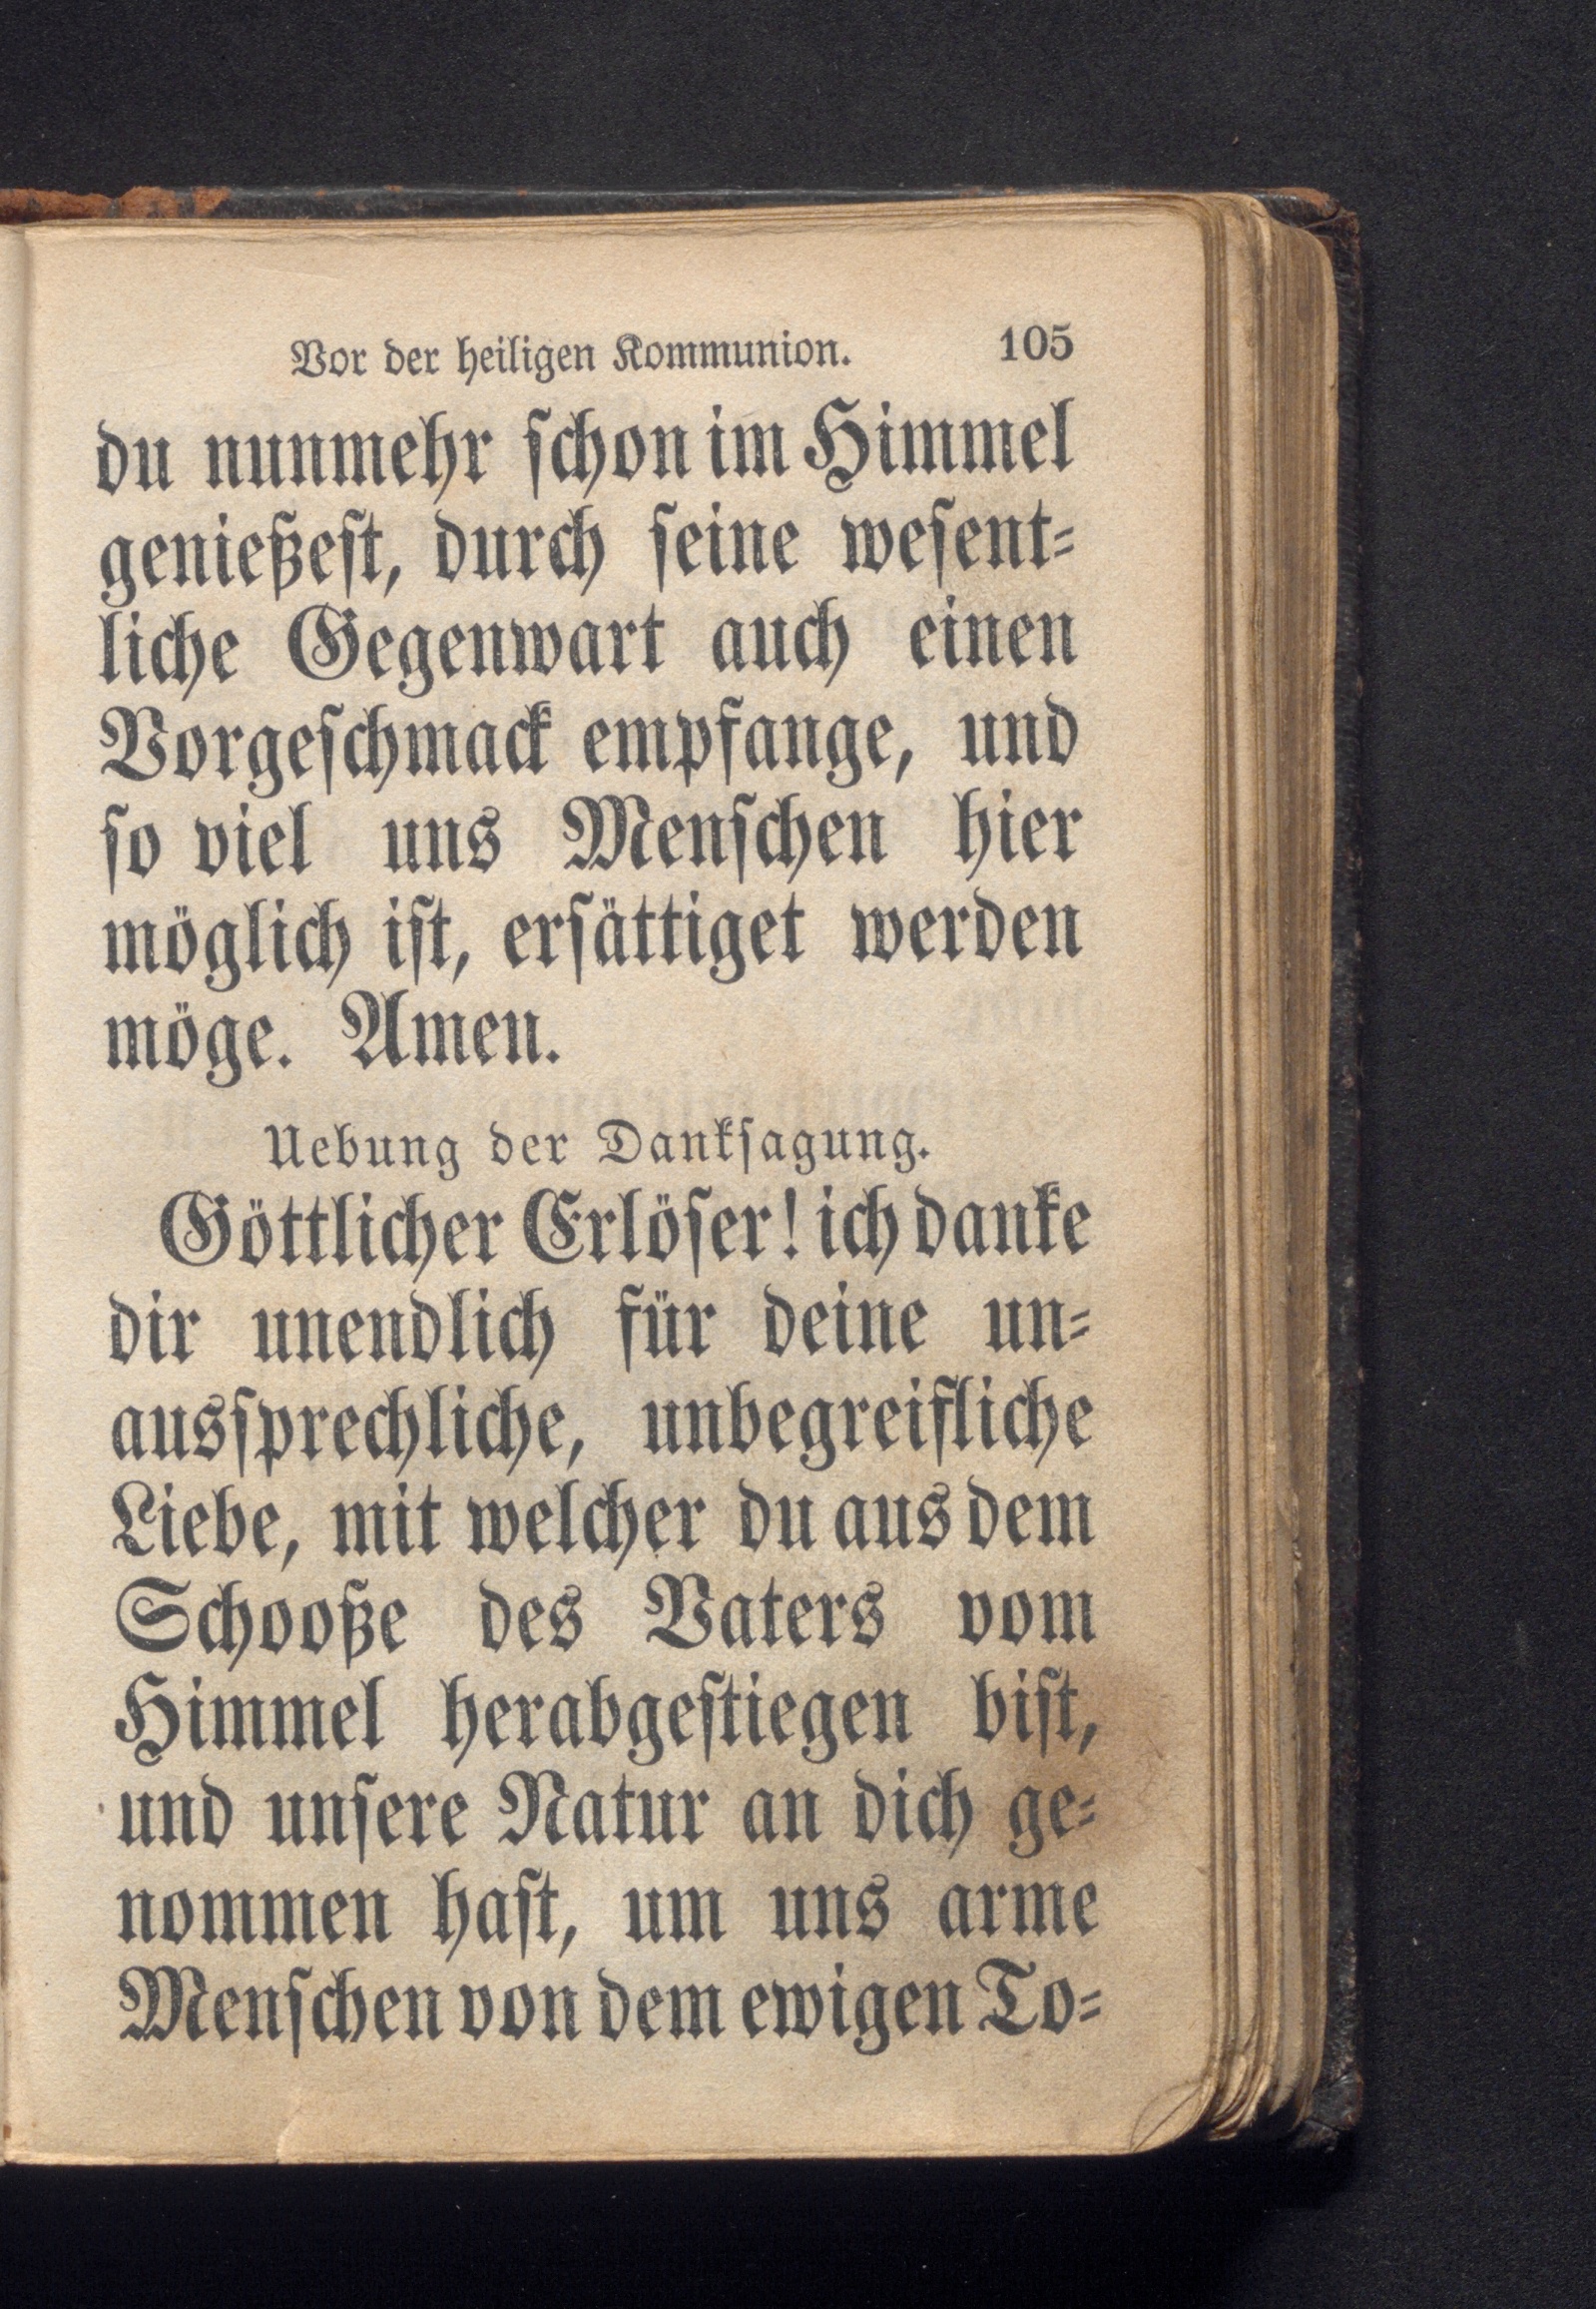 Vor der heiligen Kommunion. 105
du nunmehr ſchon im Himmel
genießeſt, durch ſeine weſent⸗
liche Gegenwart auch einen
Vorgeſchmack empfange, und
ſo viel uns Menſchen hier
möglich iſt, erſättiget werden
möge. Amen.
Uebung der Dankſagung.
Göttlicher Erlöſer! ich danke
dir unendlich für deine un⸗
ausſprechliche, unbegreifliche
Liebe, mit welcher du aus dem
Schooße des Vaters vom
Himmel herabgeſtiegen biſt,
und unſere Natur an dich ge⸗
nommen haſt, um uns arme
Menſchen von dem ewigen To⸗